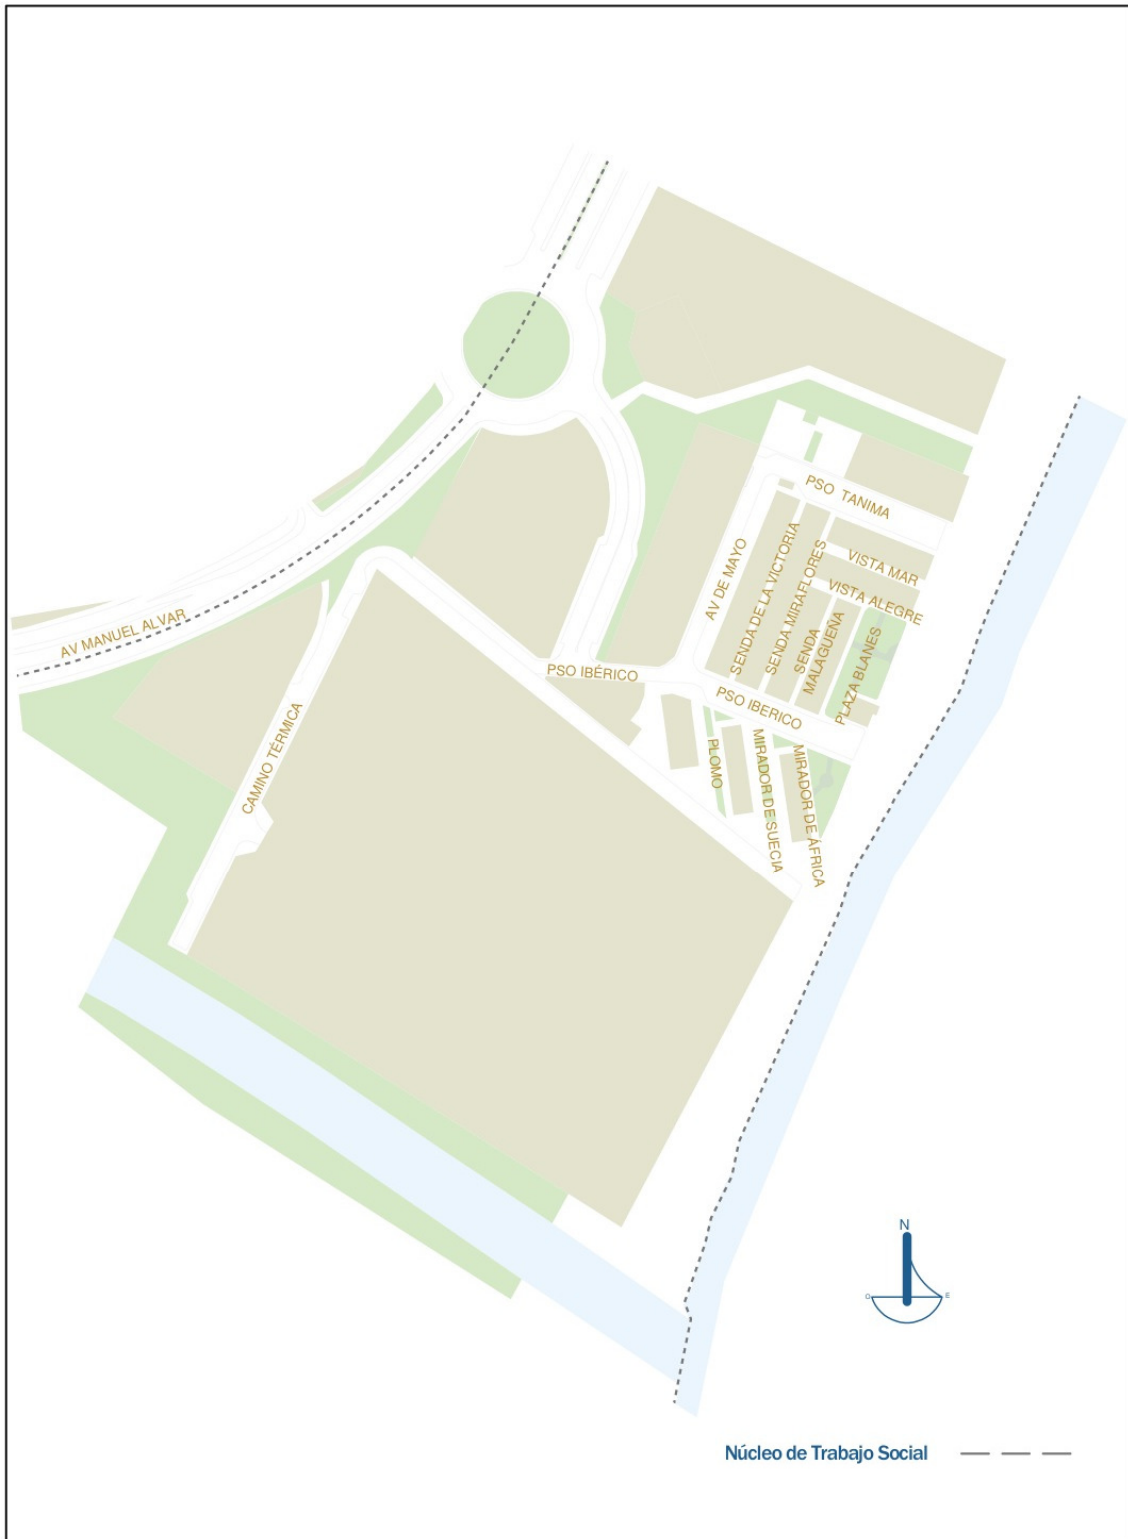 PSO  TANIMA
VISTA MAR
VISTA ALEGRE
AV DE MAYO
SENDA DE LA VICTORIA
SENDA MIRAFLORES
SENDA
MALAGUEÑA
PLAZA BLANES
AV MANUEL ALVAR
PSO IBÉRICO
PSO IBERICO
CAMINO TÉRMICA
PLOMO
MIRADOR DE SUECIA
MIRADOR DE ÁFRICA
N
O
E
Núcleo de Trabajo Social